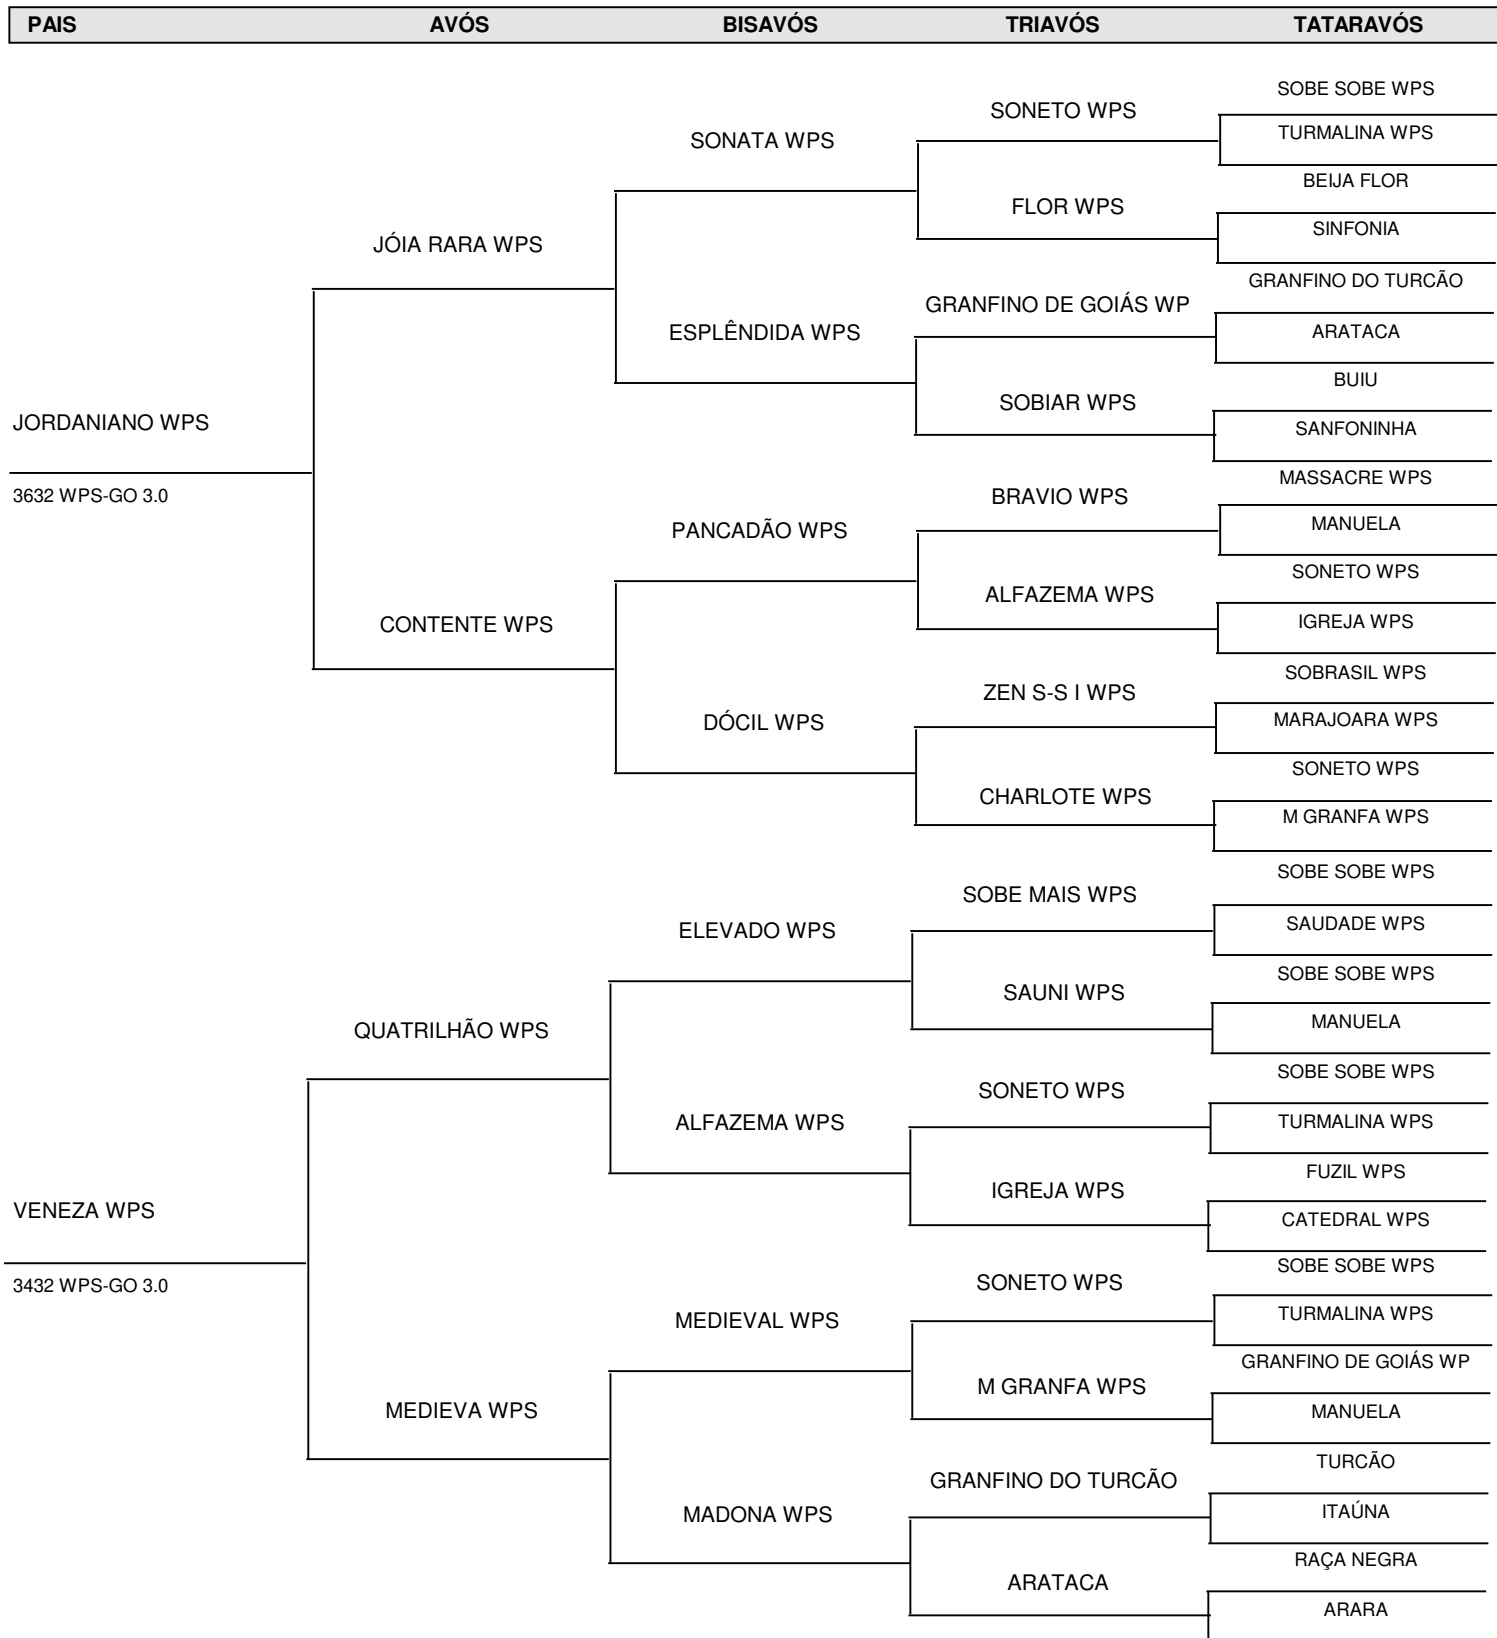 PAIS AVÓS BISAVÓS TRIAVÓS TATARAVÓS
SOBE SOBE WPS
SONETO WPS
TURMALINA WPS
SONATA WPS
BEIJA FLOR
FLOR WPS
SINFONIA
JÓIA RARA WPS
GRANFINO DO TURCÃO
GRANFINO DE GOIÁS WP
ARATACA
ESPLÊNDIDA WPS
BUIU
SOBIAR WPS
SANFONINHA
JORDANIANO WPS
3632 WPS-GO 3.0
MASSACRE WPS
BRAVIO WPS
MANUELA
PANCADÃO WPS
SONETO WPS
ALFAZEMA WPS
IGREJA WPS
CONTENTE WPS
SOBRASIL WPS
ZEN S-S I WPS
MARAJOARA WPS
DÓCIL WPS
SONETO WPS
CHARLOTE WPS
M GRANFA WPS
SOBE SOBE WPS
SOBE MAIS WPS
SAUDADE WPS
ELEVADO WPS
SOBE SOBE WPS
SAUNI WPS
MANUELA
QUATRILHÃO WPS
SOBE SOBE WPS
SONETO WPS
TURMALINA WPS
ALFAZEMA WPS
FUZIL WPS
IGREJA WPS
CATEDRAL WPS
VENEZA WPS
3432 WPS-GO 3.0
SOBE SOBE WPS
SONETO WPS
TURMALINA WPS
MEDIEVAL WPS
GRANFINO DE GOIÁS WP
M GRANFA WPS
MANUELA
MEDIEVA WPS
TURCÃO
GRANFINO DO TURCÃO
ITAÚNA
MADONA WPS
RAÇA NEGRA
ARATACA
ARARA